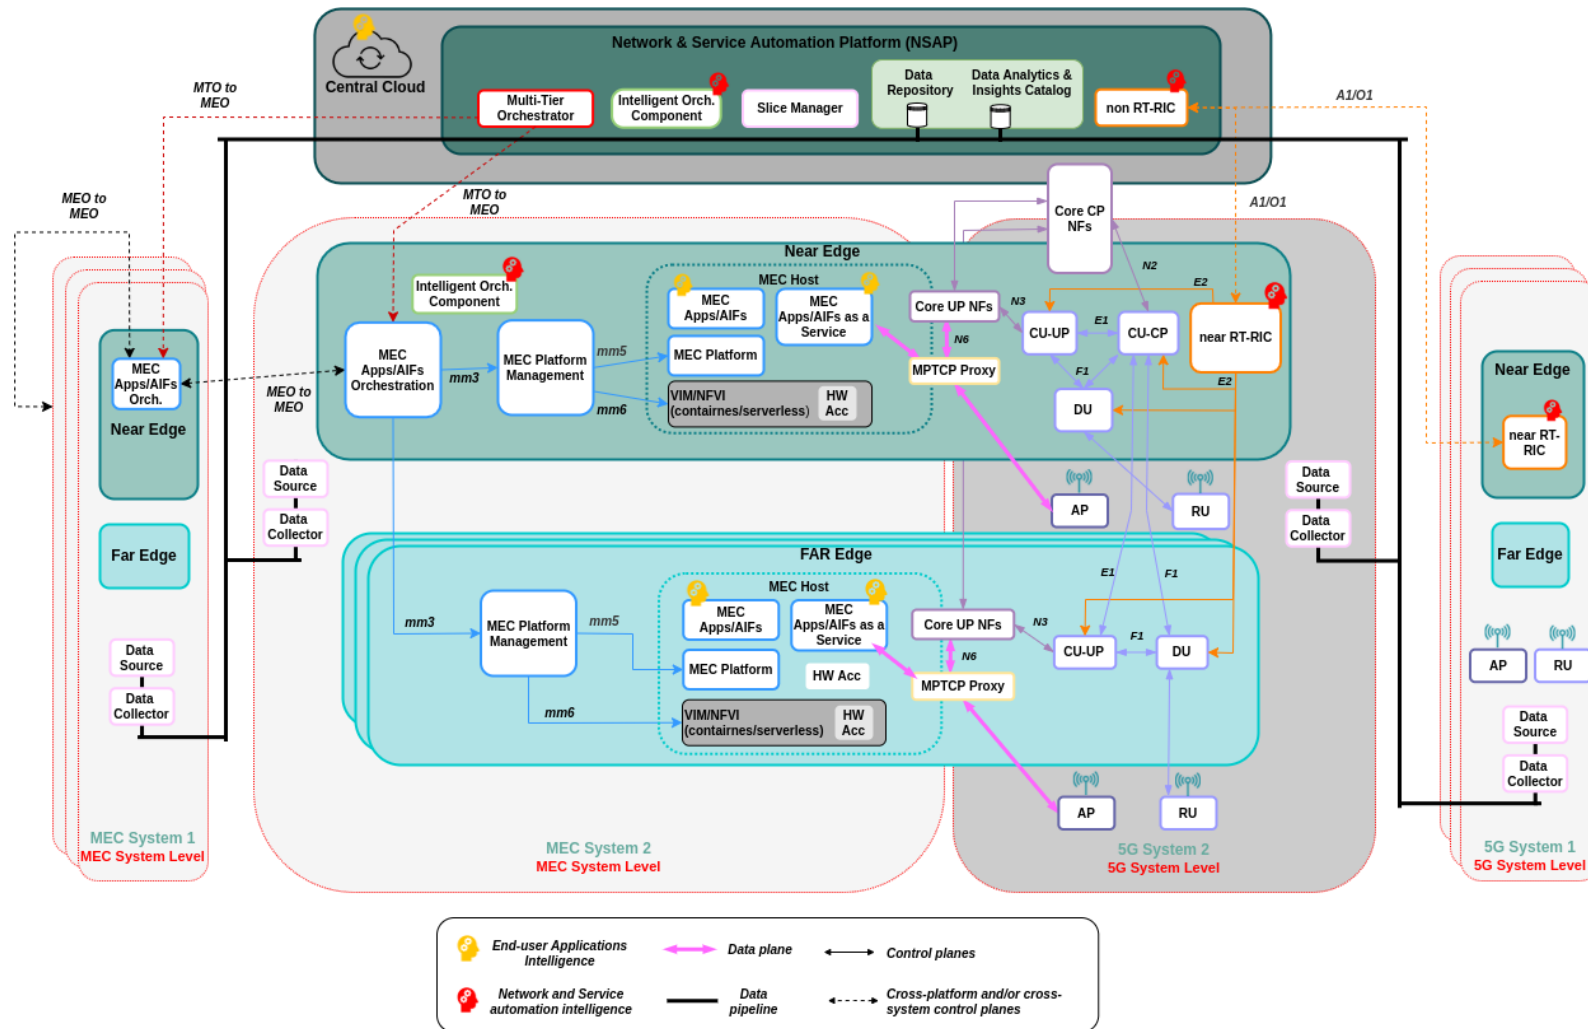 Network & Service Automation Platform (NSAP)
Central Cloud
Multi-Tier
Orchestrator
Intelligent Orch.
Component
Slice Manager
Data
Repository
Data Analytics &
Insights Catalog
non RT-RIC
MTO to
MEO
A1/O1
MEO to
MEO
MTO to
MEO
Core CP
NFs
A1/O1
Near Edge
Intelligent Orch.
Component
MEC Host
MEC
Apps/AIFs
MEC
Apps/AIFs as a
Service
Core UP NFs
N2
N3
E2
E1
CU-UP
CU-CP
near RT-RIC
MEC
Apps/AIFs
Orchestration
mm3
MEC Platform
Management
mm5
mm6
MEC Platform
VIM/NFVI
(contairnes/serverless)
HW
Acc
N6
MPTCP Proxy
F1
E2
DU
MEC
Apps/AIFs
Orch.
Near Edge
MEO to
MEO
Near Edge
near RT-
RIC
Data
Source
Data
Collector
AP
RU
Data
Source
Data
Collector
Far Edge
Far Edge
FAR Edge
MEC Host
mm3
MEC Platform
Management
mm5
mm6
MEC
Apps/AIFs
MEC
Apps/AIFs as a
Service
MEC Platform
HW Acc
VIM/NFVI
(contairnes/serverless)
HW
Acc
Core UP NFs
N3
N6
MPTCP Proxy
E1
F1
F1
CU-UP
DU
AP
RU
Data
Source
Data
Collector
AP
RU
Data
Source
Data
Collector
MEC System 1
MEC System Level
MEC System 2
MEC System Level
5G System 2
5G System Level
5G System 1
5G System Level
End-user Applications
Intelligence
Data plane
Control planes
Network and Service
automation intelligence
Data
pipeline
Cross-platform and/or cross-
system control planes